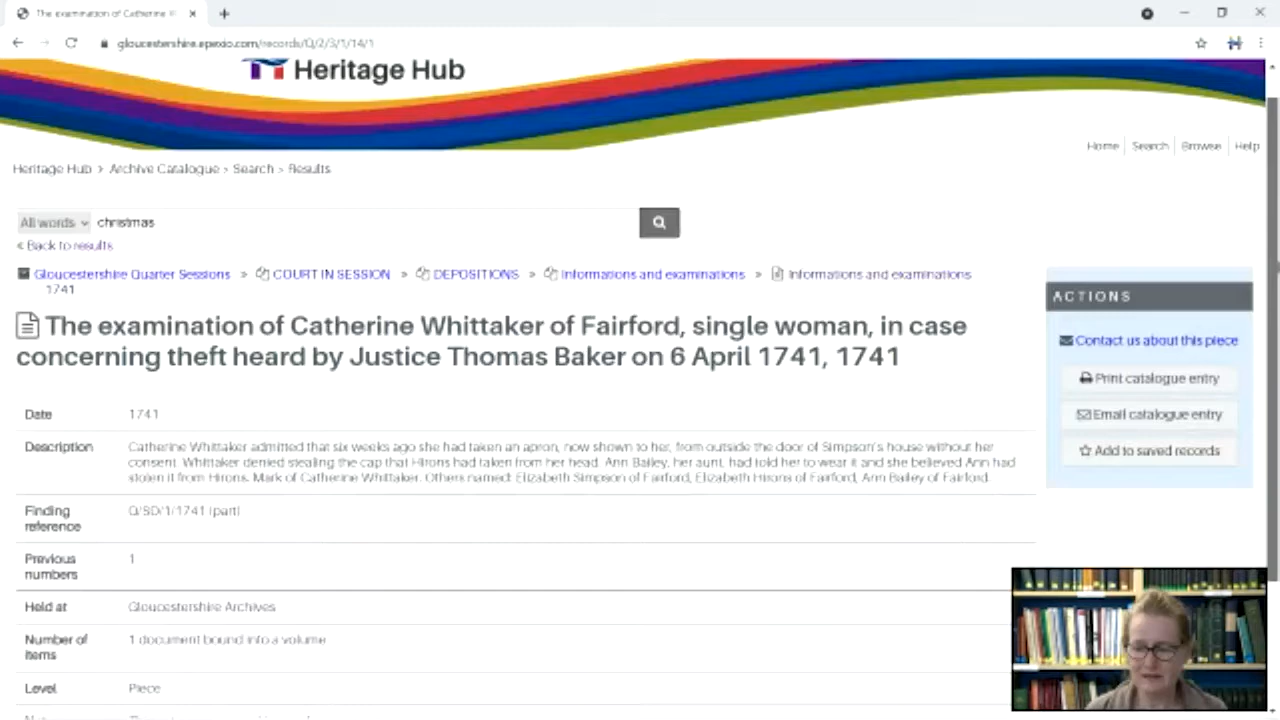 The examination of Catherine W
gloucestershire.epexio.com/records/Q/2/3/1/14/1
Heritage Hub
Home Search Browse Help
Heritage Hub > Archive Catalogue > Search > Results
All words christmas
« Back to results
Gloucestershire Quarter Sessions » COURT IN SESSION » DEPOSITIONS » Informations and examinations » Informations and examinations
1741
The examination of Catherine Whittaker of Fairford, single woman, in case
concerning theft heard by Justice Thomas Baker on 6 April 1741, 1741
ACTIONS
Contact us about this piece
Print catalogue entry
Email catalogue entry
Add to saved records
Date 1741
Description Catherine Whittaker admitted that six weeks ago she had taken an apron, now shown to her, from outside the door of Simpson's house without her
consent. Whittaker denied stealing the cap that Hirons had taken from her head. Ann Bailey, her aunt, had told her to wear it and she believed Ann had
stolen it from Hirons. Mark of Catherine Whittaker. Others named: Elizabeth Simpson of Fairford, Elizabeth Hirons of Fairford, Ann Bailey of Fairford.
Finding
reference Q/SD/1/1741 (part)
Previous
numbers 1
Held at Gloucestershire Archives
Number of
items 1 document bound into a volume
Level Piece